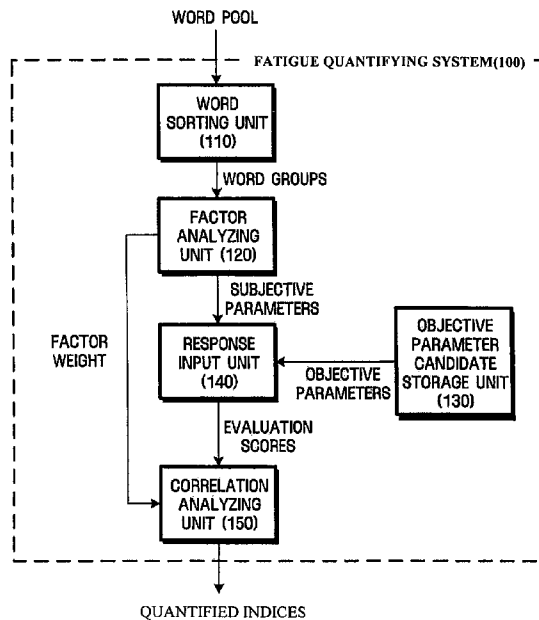 WORD POOL
FATIGUE QUANTIFYING SYSTEM(100)
WORD
SORTING UNIT
(110)
WORD GROUPS
FACTOR
ANALYZING
UNIT (120)
SUBJECTIVE
PARAMETERS
FACTOR
WEIGHT
RESPONSE
INPUT UNIT
(140)
OBJECTIVE
PARAMETERS
OBJECTIVE
PARAMETER
CANDIDATE
STORAGE UNIT
(130)
EVALUATION
SCORES
CORRELATION
ANALYZING
UNIT (150)
QUANTIFIED INDICES